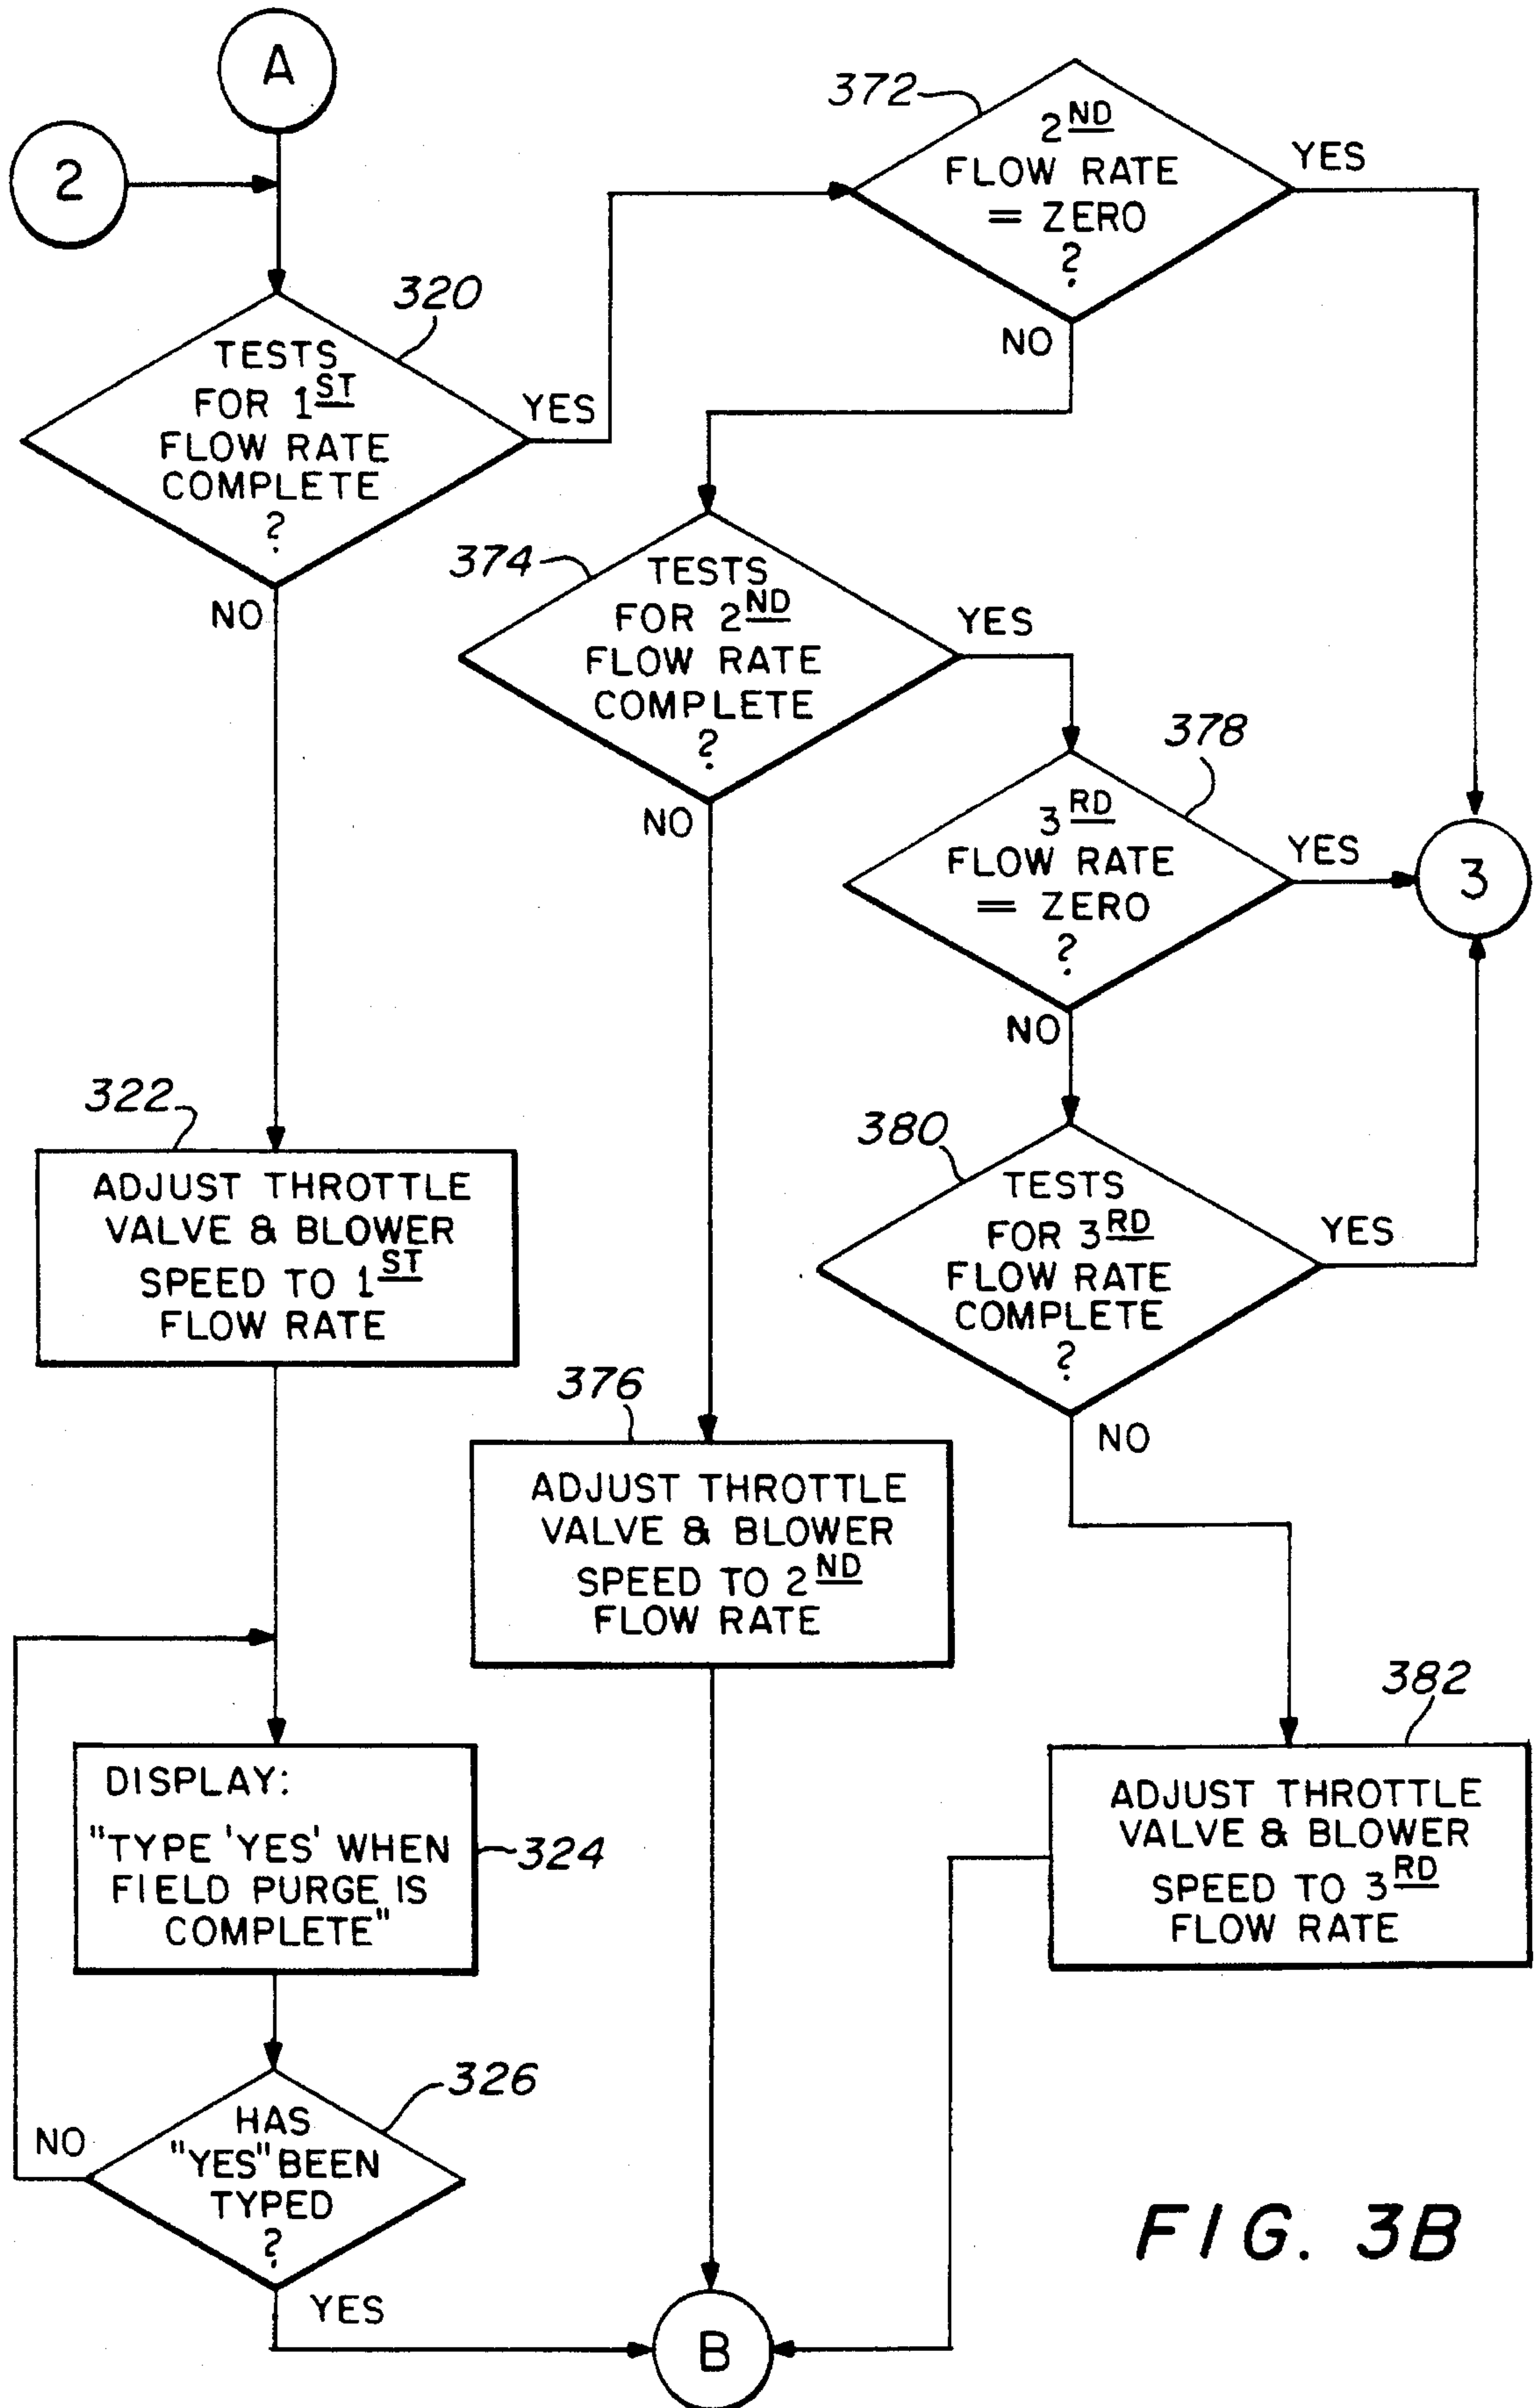 A
2
320
TESTS
FOR 1ST
FLOW RATE
COMPLETE
?
YES
NO
372
2ND
FLOW RATE
= ZERO
?
YES
NO
374
TESTS
FOR 2ND
FLOW RATE
COMPLETE
?
YES
NO
378
3RD
FLOW RATE
= ZERO
?
YES
NO
3
380
TESTS
FOR 3RD
FLOW RATE
COMPLETE
?
YES
NO
322
ADJUST THROTTLE
VALVE & BLOWER
SPEED TO 1ST
FLOW RATE
376
ADJUST THROTTLE
VALVE & BLOWER
SPEED TO 2ND
FLOW RATE
382
ADJUST THROTTLE
VALVE & BLOWER
SPEED TO 3RD
FLOW RATE
DISPLAY:
"TYPE 'YES' WHEN
FIELD PURGE IS
COMPLETE"
324
326
HAS
"YES" BEEN
TYPED
?
NO
YES
B
FIG. 3B